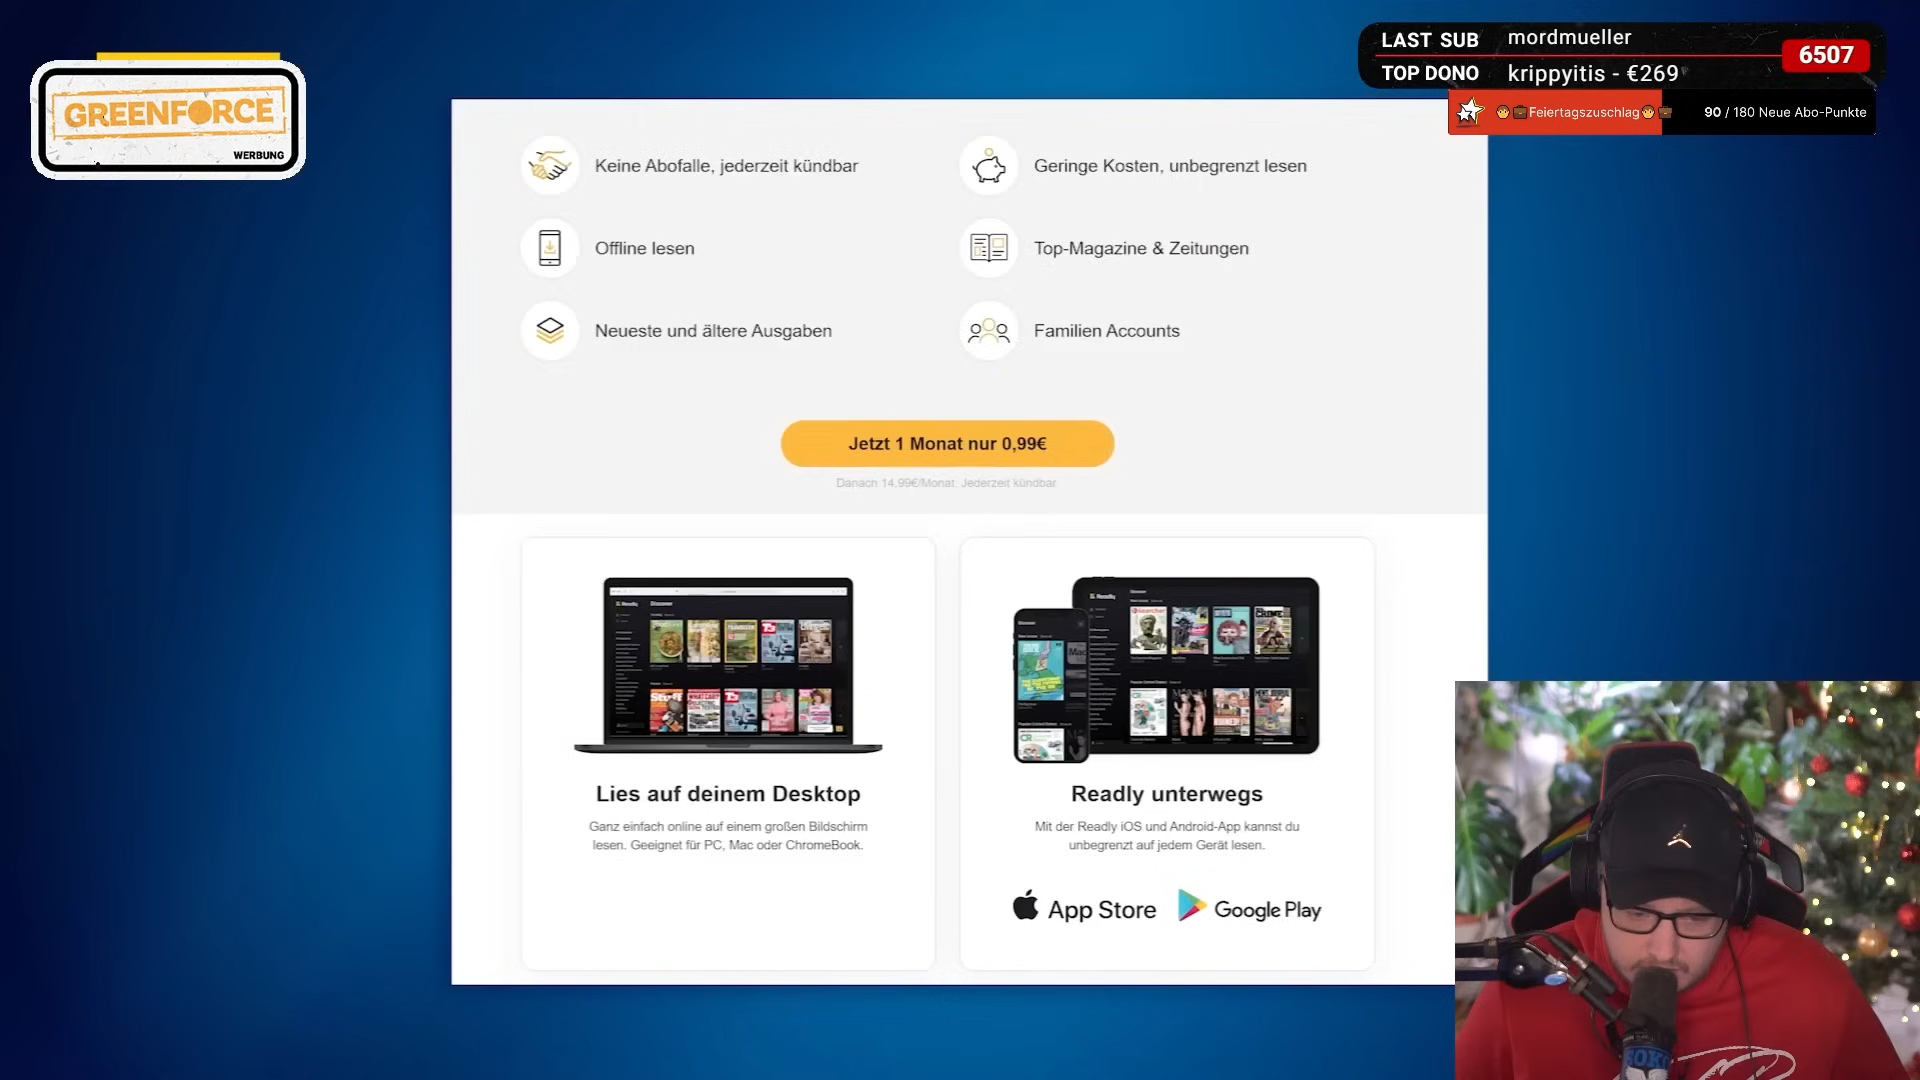 GREENFORCE
WERBUNG
LAST SUB mordmueller
6507
TOP DONO krippyitis - €269
Feiertagszuschlag 90 / 180 Neue Abo-Punkte
Keine Abofalle, jederzeit kündbar
Geringe Kosten, unbegrenzt lesen
Offline lesen
Top-Magazine & Zeitungen
Neueste und ältere Ausgaben
Familien Accounts
Jetzt 1 Monat nur 0,99€
Danach 14,99€/Monat. Jederzeit kündbar
Readly
Discover
Lies auf deinem Desktop
Ganz einfach online auf einem großen Bildschirm
lesen. Geeignet für PC, Mac oder ChromeBook.
Readly unterwegs
Mit der Readly iOS und Android-App kannst du
unbegrenzt auf jedem Gerät lesen.
App Store
Google Play